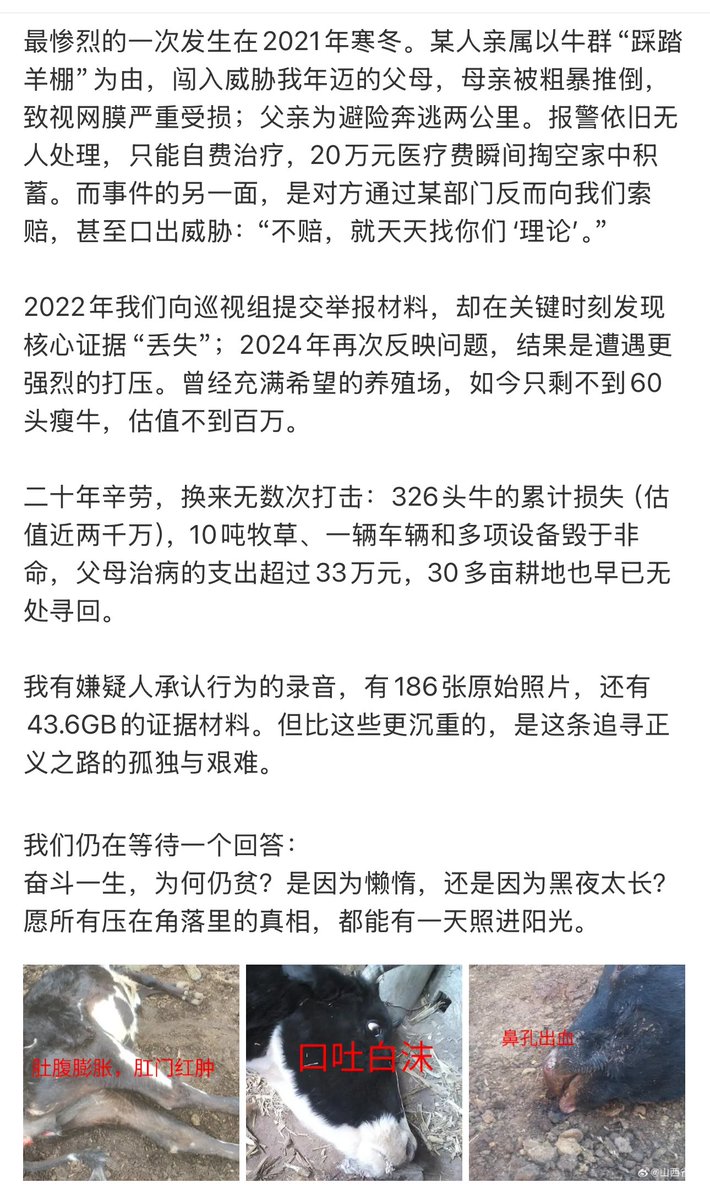 最惨烈的一次发生在2021年寒冬。某人亲属以牛群“踩踏
羊棚”为由，闯入威胁我年迈的父母，母亲被粗暴推倒，
致视网膜严重受损；父亲为避险奔逃两公里。报警依旧无
人处理，只能自费治疗，20万元医疗费瞬间掏空家中积
蓄。而事件的另一面，是对方通过某部门反而向我们索
赔，甚至口出威胁：“不赔，就天天找你们‘理论’。”
2022年我们向巡视组提交举报材料，却在关键时刻发现
核心证据“丢失”；2024年再次反映问题，结果是遭遇更
强烈的打压。曾经充满希望的养殖场，如今只剩不到60
头瘦牛，估值不到百万。
二十年辛劳，换来无数次打击：326头牛的累计损失（估
值近两千万），10吨牧草、一辆车辆和多项设备毁于非
命，父母治病的支出超过33万元，30多亩耕地也早已无
处寻回。
我有嫌疑人承认行为的录音，有186张原始照片，还有
43.6GB的证据材料。但比这些更沉重的，是这条追寻正
义之路的孤独与艰难。
我们仍在等待一个回答：
奋斗一生，为何仍贫？是因为懒惰，还是因为黑夜太长？
愿所有压在角落里的真相，都能有一天照进阳光。
肚腹膨胀，肛门红肿
口吐白沫
鼻孔出血
@山西